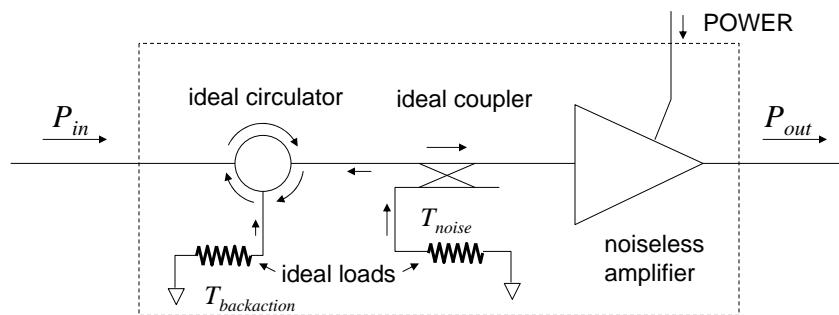 POWER
ideal circulator
ideal coupler
P_in
P_out
T_noise
noiseless
amplifier
ideal loads
T_backaction